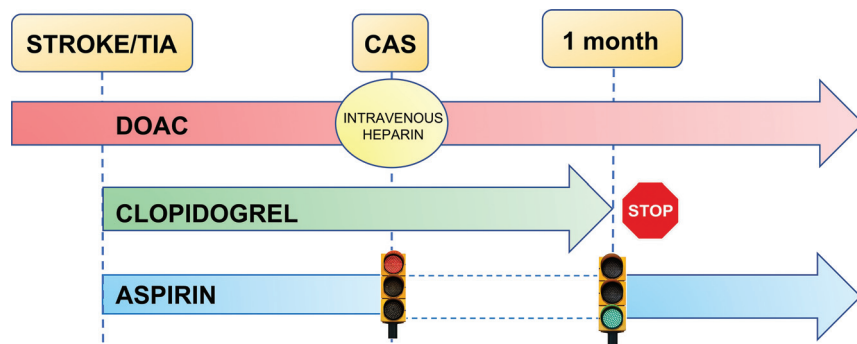 STROKE/TIA
CAS
1 month
DOAC
INTRAVENOUS
HEPARIN
CLOPIDOGREL
STOP
ASPIRIN